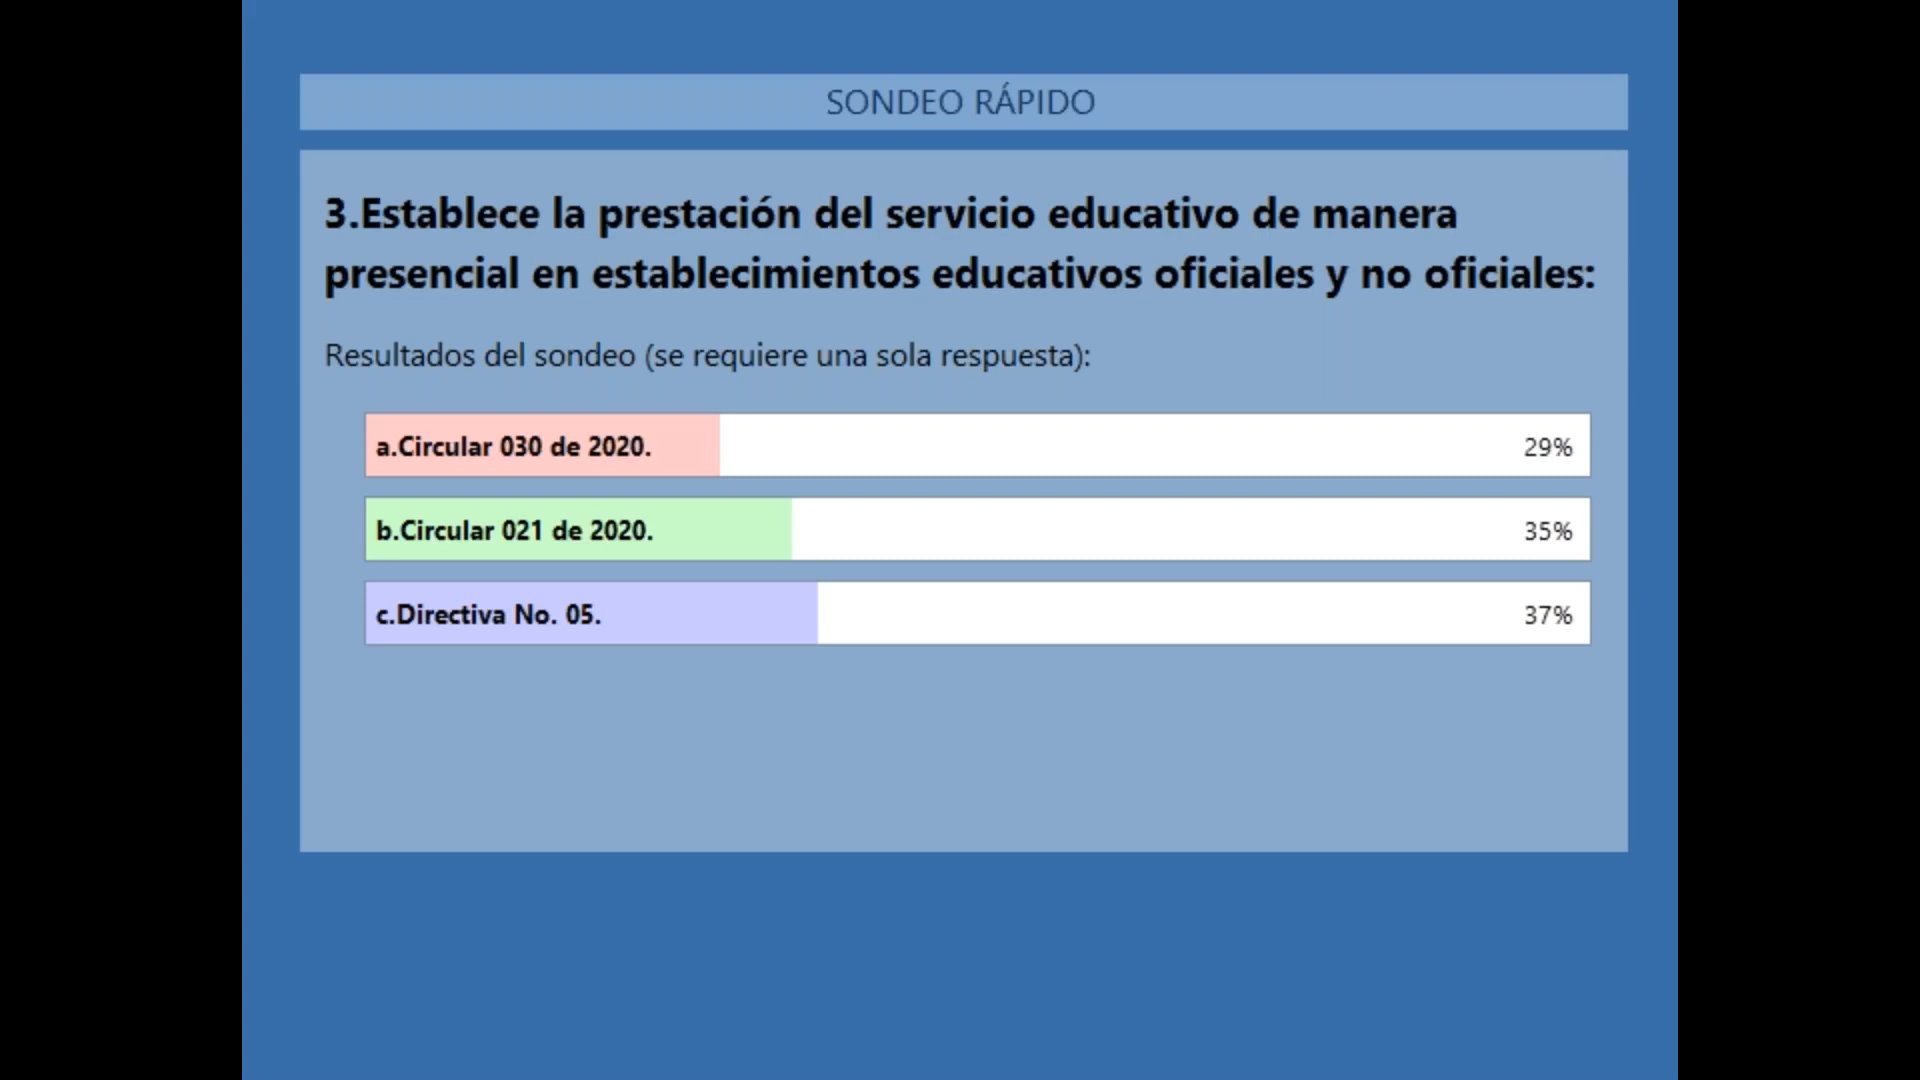 SONDEO RÁPIDO
3.Establece la prestación del servicio educativo de manera
presencial en establecimientos educativos oficiales y no oficiales:
Resultados del sondeo (se requiere una sola respuesta):
a.Circular 030 de 2020. 29%
b.Circular 021 de 2020. 35%
c.Directiva No. 05. 37%